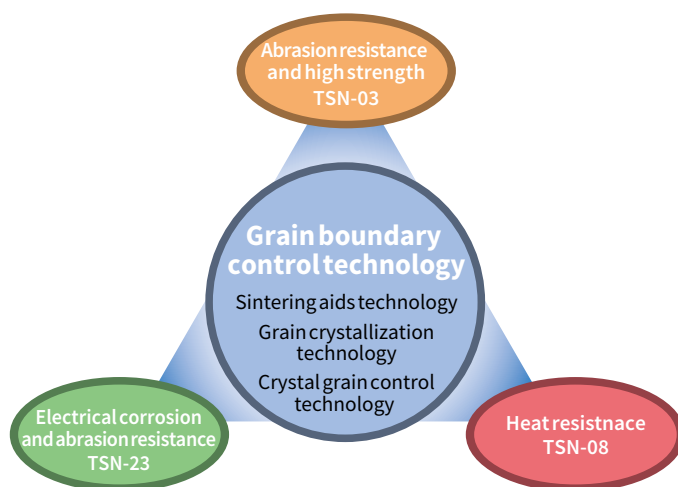 Abrasion resistance
and high strength
TSN-03
Grain boundary
control technology
Sintering aids technology
Grain crystallization
technology
Crystal grain control
technology
Electrical corrosion
and abrasion resistance
TSN-23
Heat resistnace
TSN-08